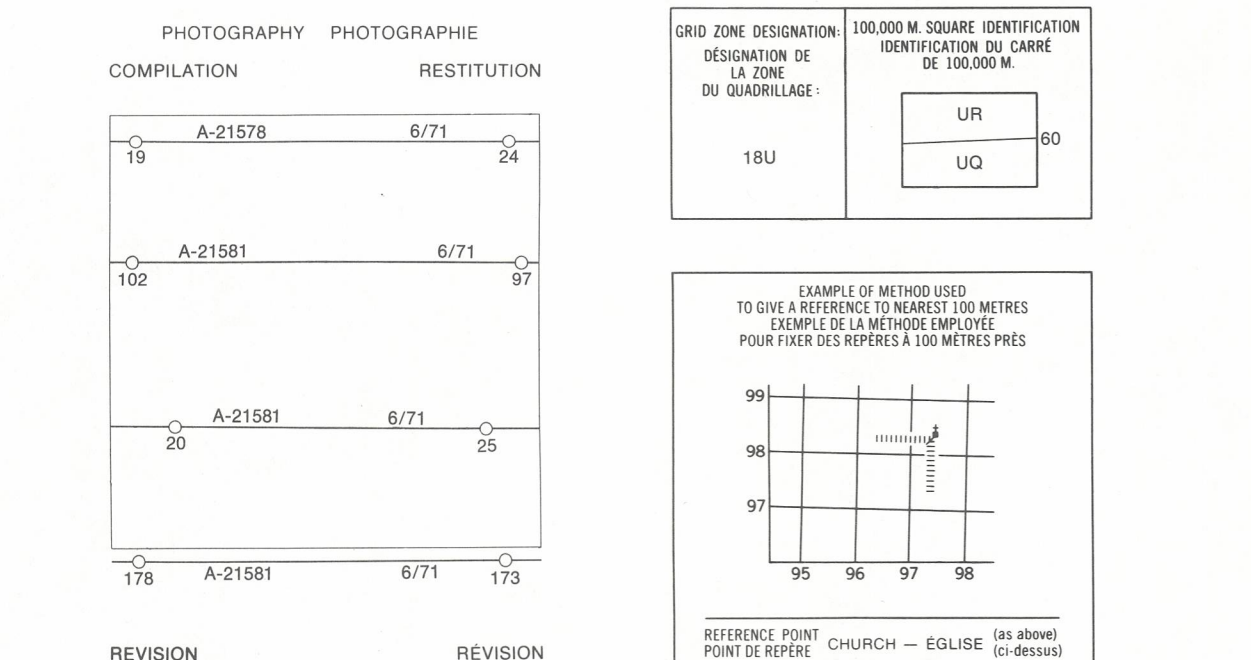 PHOTOGRAPHY PHOTOGRAPHIE
COMPILATION RESTITUTION
A-21578 6/71
19 24
A-21581 6/71
102 97
A-21581 6/71
20 25
178 A-21581 6/71 173
REVISION RÉVISION
GRID ZONE DESIGNATION:
DÉSIGNATION DE
LA ZONE
DU QUADRILLAGE:
18U
100,000 M. SQUARE IDENTIFICATION
IDENTIFICATION DU CARRÉ
DE 100,000 M.
UR
60
UQ
EXAMPLE OF METHOD USED
TO GIVE A REFERENCE TO NEAREST 100 METRES
EXEMPLE DE LA MÉTHODE EMPLOYÉE
POUR FIXER DES REPÈRES À 100 MÈTRES PRÈS
99
98
97
95 96 97 98
REFERENCE POINT
POINT DE REPÈRE
CHURCH — ÉGLISE
(as above)
(ci-dessus)